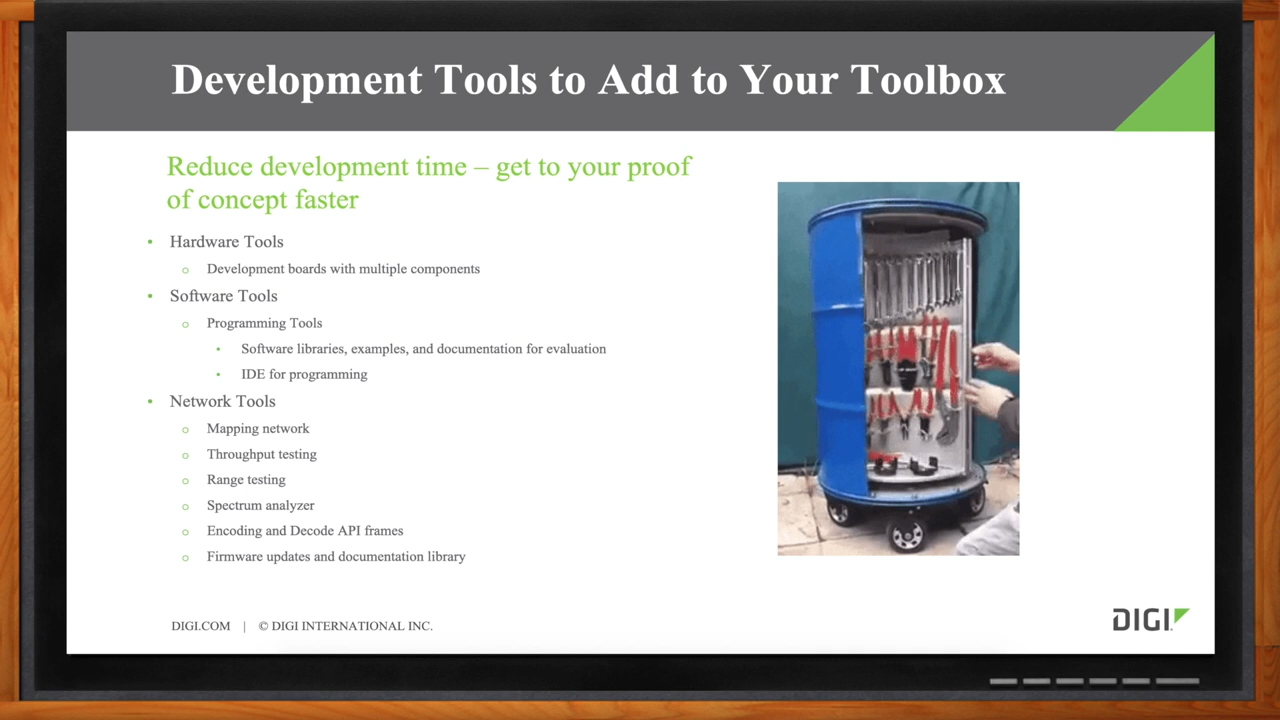 Development Tools to Add to Your Toolbox
Reduce development time – get to your proof
of concept faster
• Hardware Tools
o Development boards with multiple components
• Software Tools
o Programming Tools
• Software libraries, examples, and documentation for evaluation
• IDE for programming
• Network Tools
o Mapping network
o Throughput testing
o Range testing
o Spectrum analyzer
o Encoding and Decode API frames
o Firmware updates and documentation library
DIGI.COM | © DIGI INTERNATIONAL INC.
DIGI